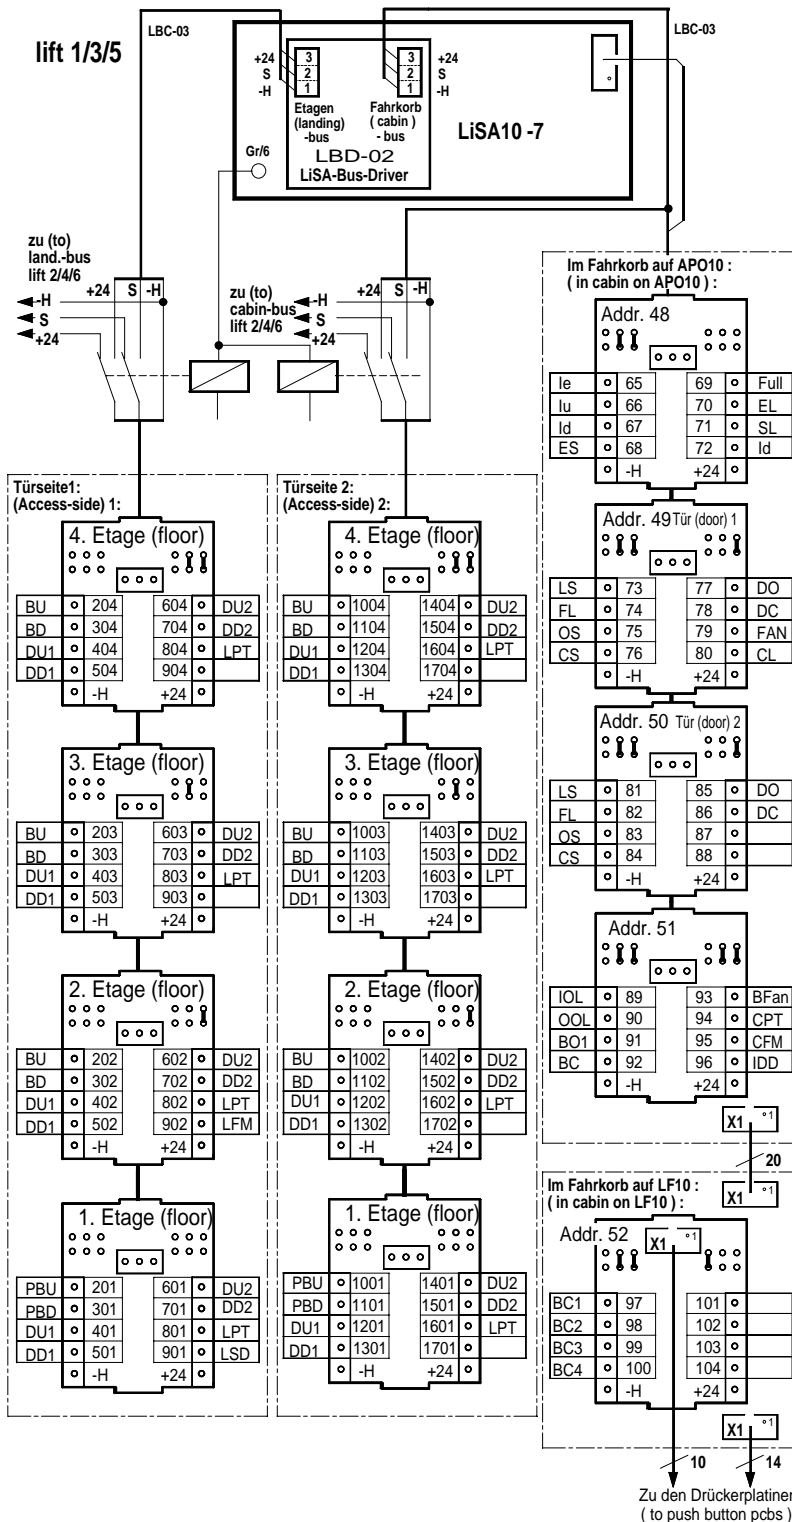 lift 1/3/5
LBC-03
LBC-03
+24 3 3 +24
S 2 2 S
-H 1 1 -H
Etagen (landing) -bus
Fahrkorb ( cabin ) - bus
LiSA10 -7
Gr/6
LBD-02
LiSA-Bus-Driver
zu (to)
land.-bus
lift 2/4/6
-H
S
+24
+24 S -H
zu (to)
cabin-bus
lift 2/4/6
-H
S
+24
+24 S -H
Türseite1:
(Access-side) 1:
4. Etage (floor)
BU 204 604 DU2
BD 304 704 DD2
DU1 404 804 LPT
DD1 504 904
-H +24
3. Etage (floor)
BU 203 603 DU2
BD 303 703 DD2
DU1 403 803 LPT
DD1 503 903
-H +24
2. Etage (floor)
BU 202 602 DU2
BD 302 702 DD2
DU1 402 802 LPT
DD1 502 902 LFM
-H +24
1. Etage (floor)
PBU 201 601 DU2
PBD 301 701 DD2
DU1 401 801 LPT
DD1 501 901 LSD
-H +24
Türseite 2:
(Access-side) 2:
4. Etage (floor)
BU 1004 1404 DU2
BD 1104 1504 DD2
DU1 1204 1604 LPT
DD1 1304 1704
-H +24
3. Etage (floor)
BU 1003 1403 DU2
BD 1103 1503 DD2
DU1 1203 1603 LPT
DD1 1303 1703
-H +24
2. Etage (floor)
BU 1002 1402 DU2
BD 1102 1502 DD2
DU1 1202 1602 LPT
DD1 1302 1702
-H +24
1. Etage (floor)
PBU 1001 1401 DU2
PBD 1101 1501 DD2
DU1 1201 1601 LPT
DD1 1301 1701
-H +24
Im Fahrkorb auf APO10 :
( in cabin on APO10 ) :
Addr. 48
Ie 65 69 Full
Iu 66 70 EL
Id 67 71 SL
ES 68 72 Id
-H +24
Addr. 49 Tür (door) 1
LS 73 77 DO
FL 74 78 DC
OS 75 79 FAN
CS 76 80 CL
-H +24
Addr. 50 Tür (door) 2
LS 81 85 DO
FL 82 86 DC
OS 83 87
CS 84 88
-H +24
Addr. 51
IOL 89 93 BFan
OOL 90 94 CPT
BO1 91 95 CFM
BC 92 96 IDD
-H +24
X1 °1
20
X1 °1
Im Fahrkorb auf LF10 :
( in cabin on LF10 ) :
Addr. 52
X1 °1
BC1 97 101
BC2 98 102
BC3 99 103
BC4 100 104
-H +24
X1 °1
10 14
Zu den Drückerplatinen
( to push button pcbs )